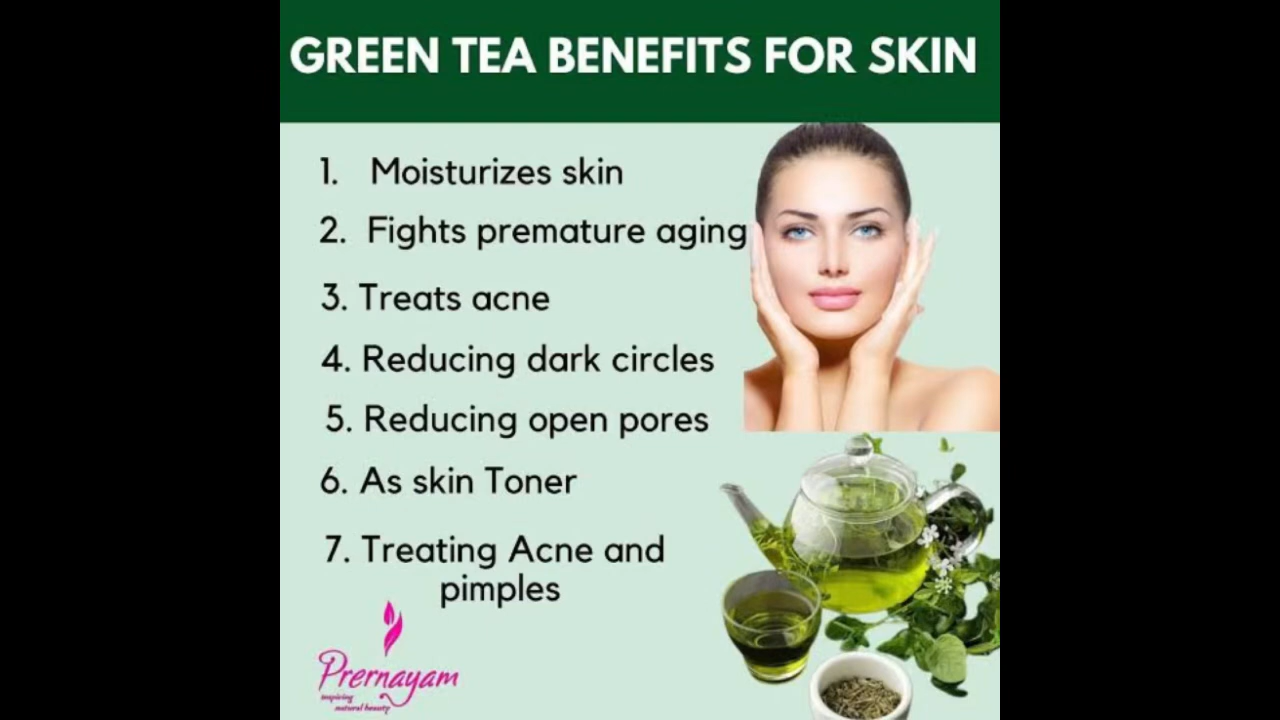 GREEN TEA BENEFITS FOR SKIN
1. Moisturizes skin
2. Fights premature aging
3. Treats acne
4. Reducing dark circles
5. Reducing open pores
6. As skin Toner
7. Treating Acne and
pimples
Prernayam
inspiring
natural beauty